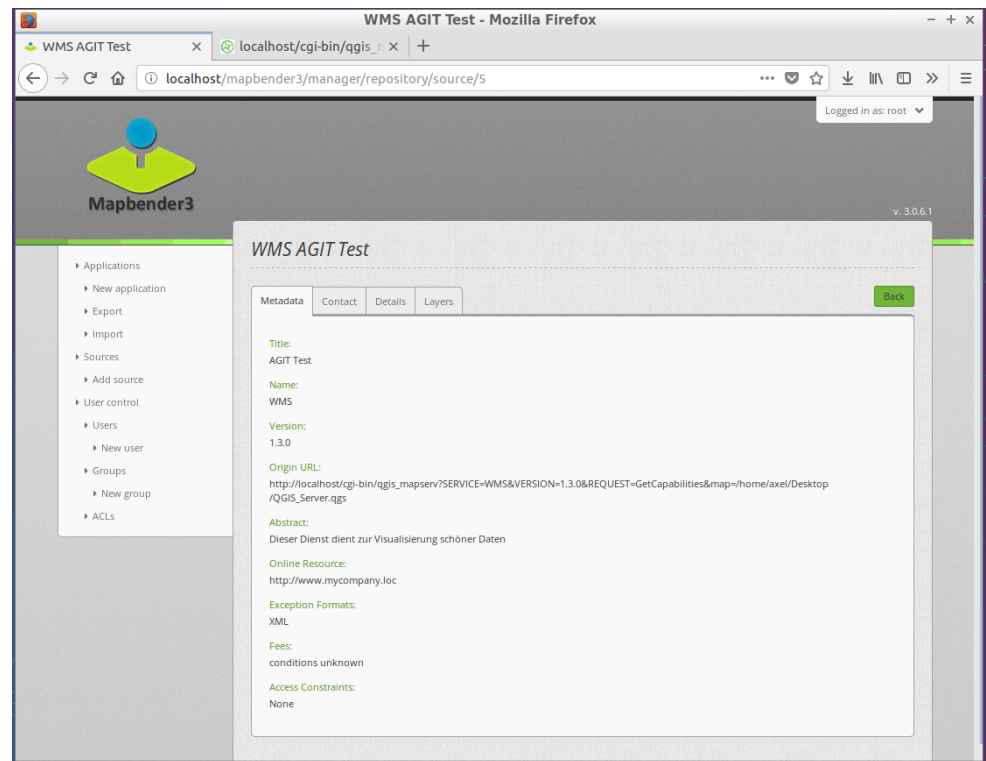 WMS AGIT Test - Mozilla Firefox
WMS AGIT Test
localhost/cgi-bin/qgis_
localhost/mapbender3/manager/repository/source/5
Logged in as: root
Mapbender3
v. 3.0.6.1
Applications
New application
Export
Import
Sources
Add source
User control
Users
New user
Groups
New group
ACLs
WMS AGIT Test
Metadata
Contact
Details
Layers
Back
Title:
AGIT Test
Name:
WMS
Version:
1.3.0
Origin URL:
http://localhost/cgi-bin/qgis_mapserv?SERVICE=WMS&VERSION=1.3.0&REQUEST=GetCapabilities&map=/home/axel/Desktop
/QGIS_Server.qgs
Abstract:
Dieser Dienst dient zur Visualisierung schöner Daten
Online Resource:
http://www.mycompany.loc
Exception Formats:
XML
Fees:
conditions unknown
Access Constraints:
None